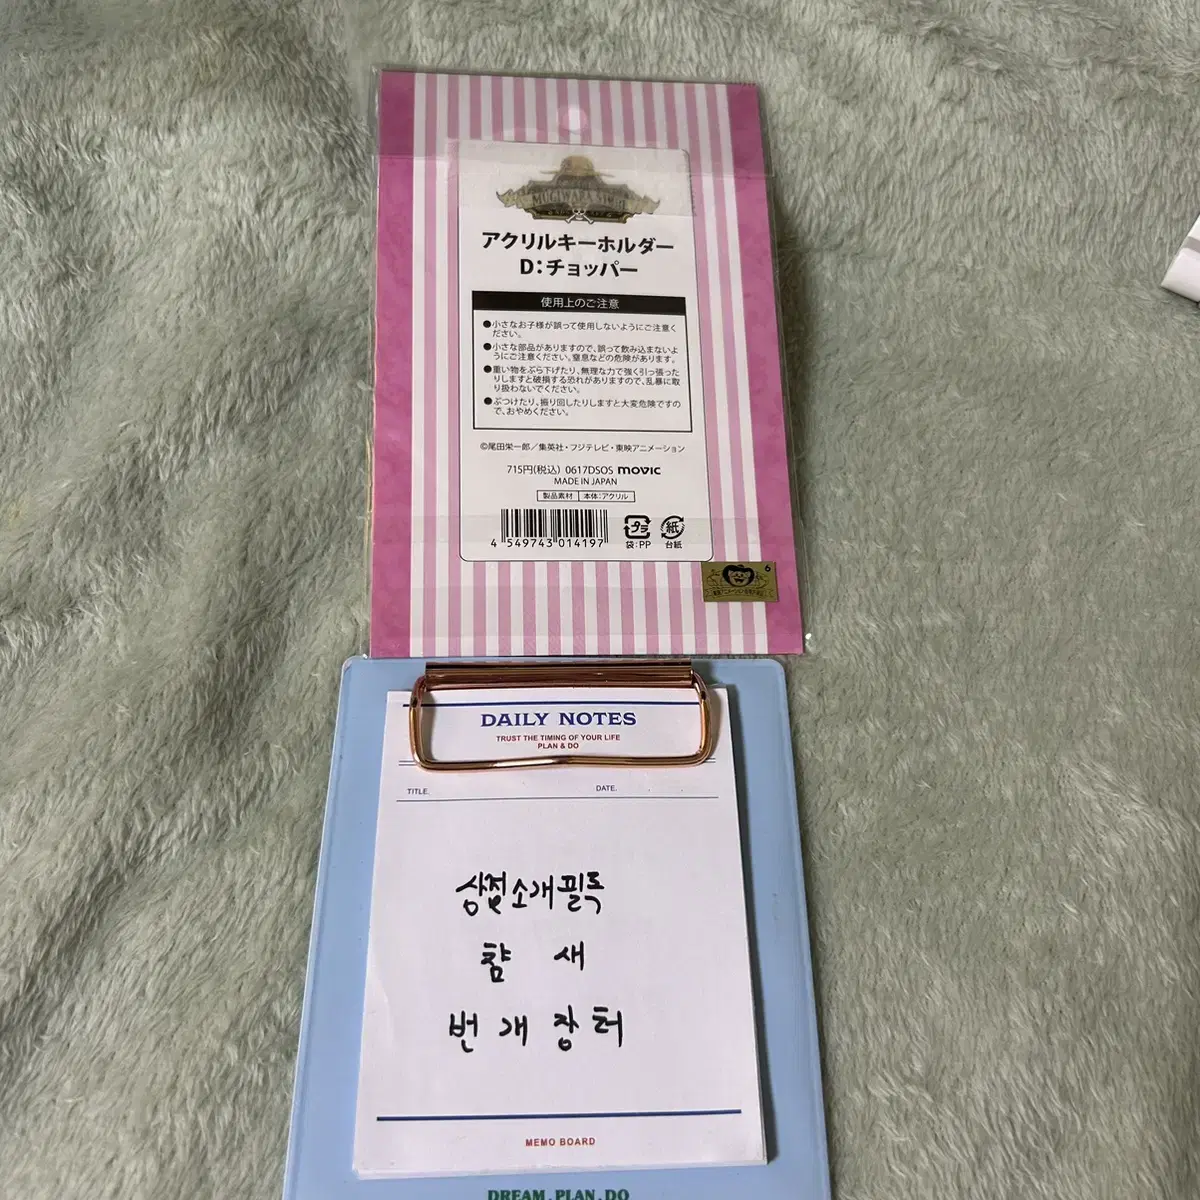 アクリルキーホルダー
D:チョッパー
使用上のご注意
●小さなお子様が誤って使用しないようにご注意く
ださい。
●小さな部品がありますので、誤って飲み込まないよ
うにご注意ください。窒息などの危険があります。
●重い物をぶら下げたり、無理な力で強く引っ張った
りしますと破損する恐れがありますので、乱暴に取
り扱わないでください。
●ぶつけたり、振り回したりしますと大変危険ですの
で、おやめください。
©尾田栄一郎／集英社・フジテレビ・東映アニメーション
715円(税込) 0617DSOS movic
MADE IN JAPAN
製品素材 本体:アクリル
4 549743 014197
プラ 紙
袋:PP 台紙
6
DAILY NOTES
TRUST THE TIMING OF YOUR LIFE
PLAN & DO
TITLE. DATE.
상점소개필독
챰 새
번개장터
MEMO BOARD
DREAM.PLAN.DO